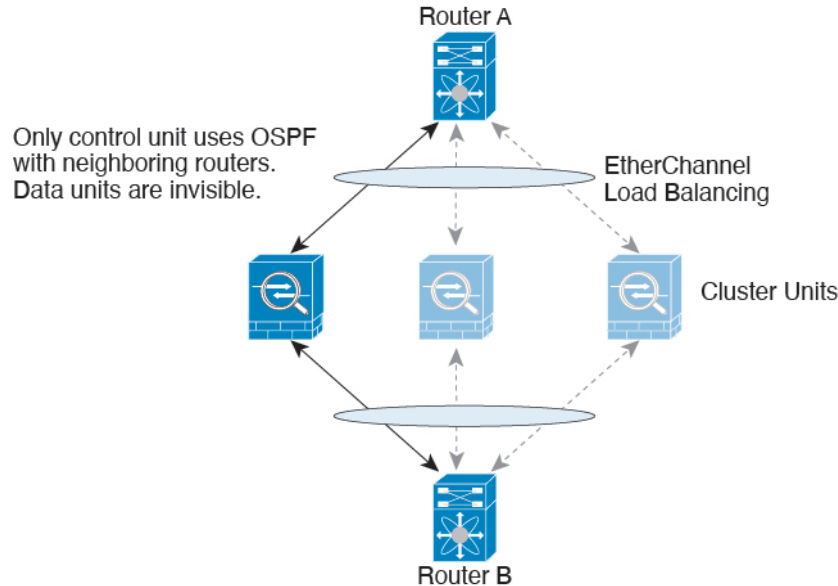 Router A
Only control unit uses OSPF
with neighboring routers.
Data units are invisible.
EtherChannel
Load Balancing
Cluster Units
Router B